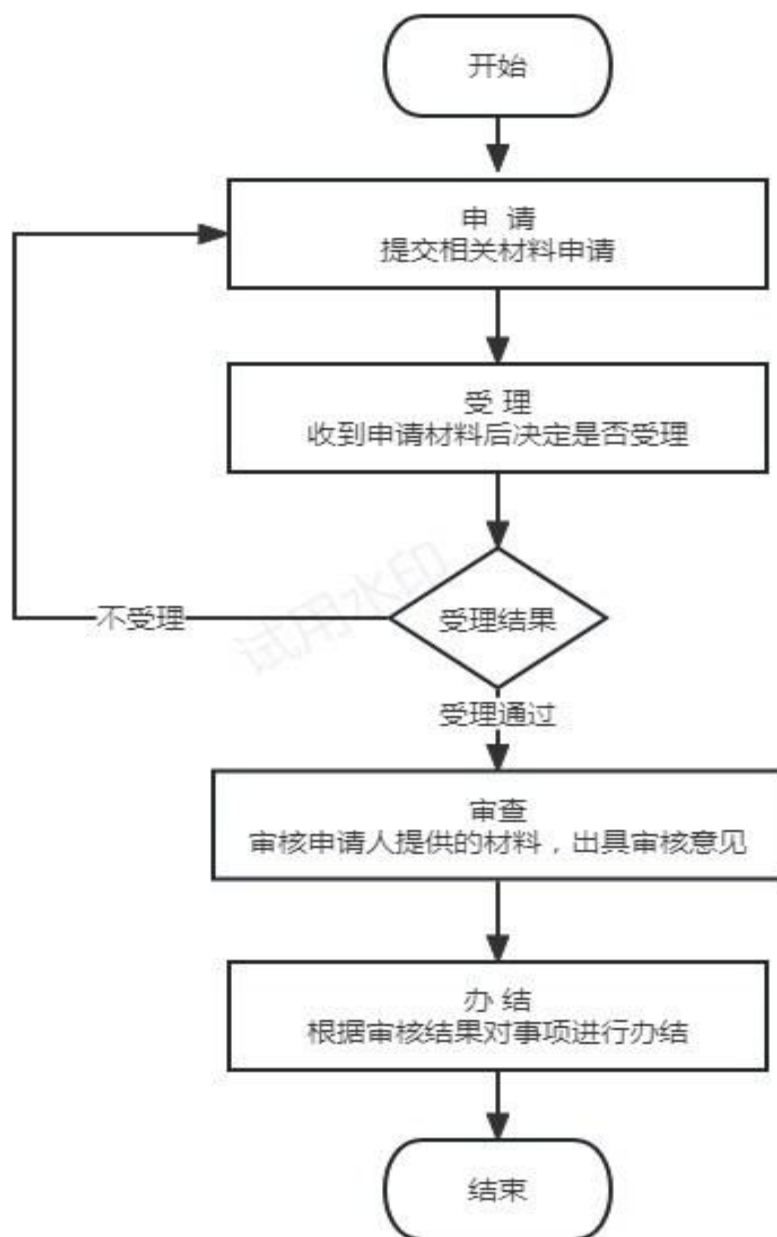 开始
申 请
提交相关材料申请
受 理
收到申请材料后决定是否受理
试用水印
不受理
受理结果
受理通过
审查
审核申请人提供的材料，出具审核意见
办 结
根据审核结果对事项进行办结
结束